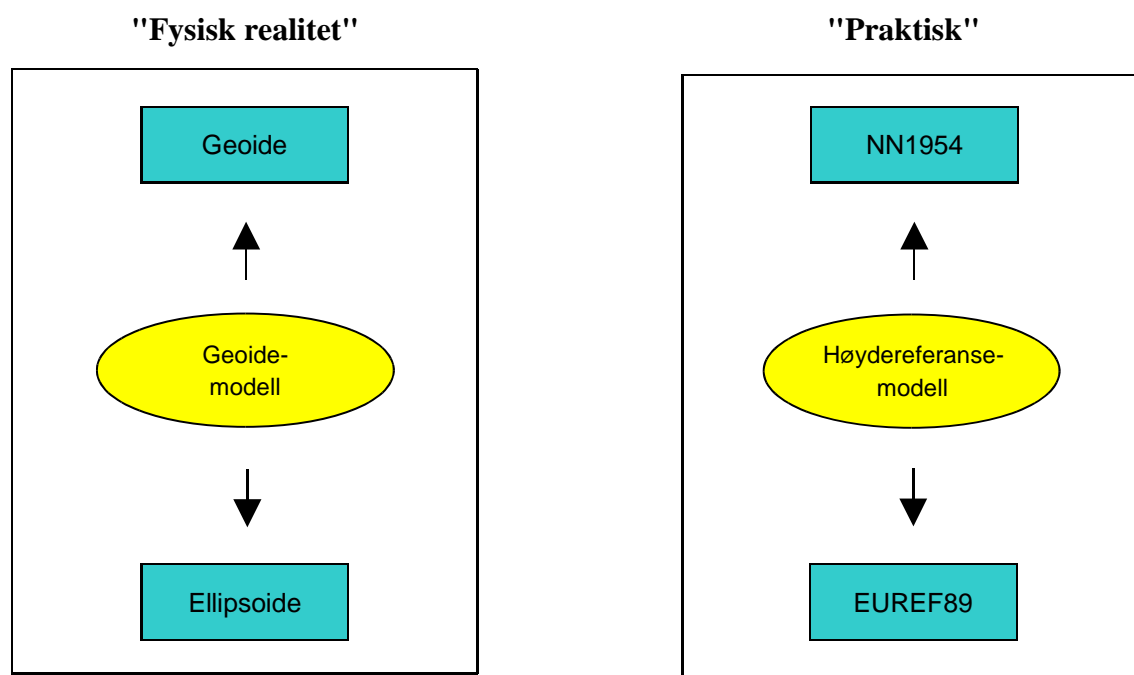 "Fysisk realitet"
Geoide
Geoide-
modell
Ellipsoide
"Praktisk"
NN1954
Høydereferanse-
modell
EUREF89